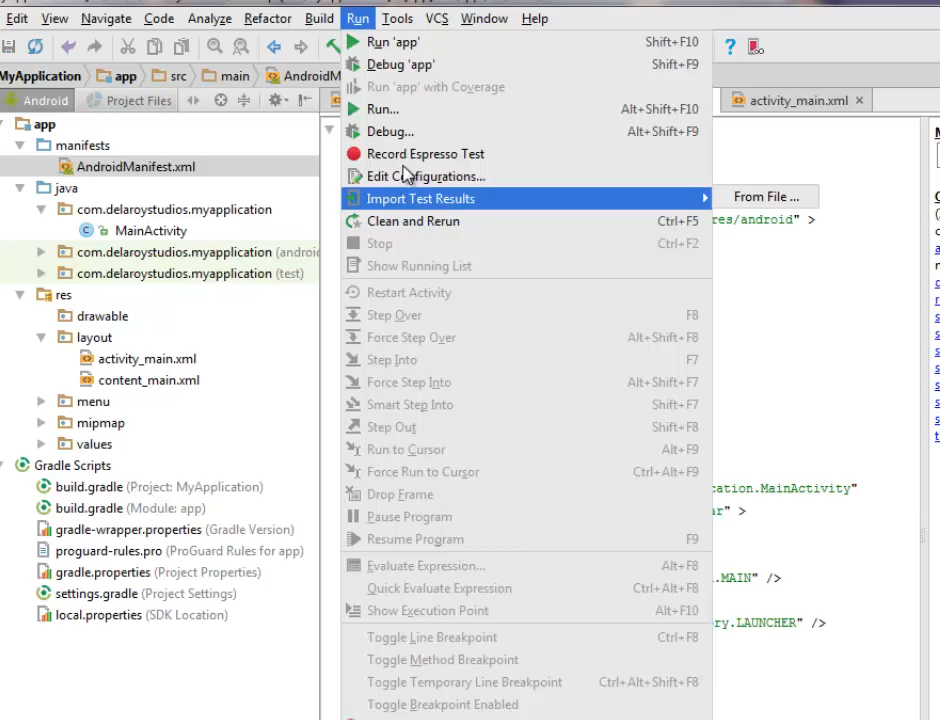 Edit View Navigate Code Analyze Refactor Build Run Tools VCS Window Help
MyApplication app src main AndroidM
Android Project Files activity_main.xml
app
manifests
AndroidManifest.xml
java
com.delaroystudios.myapplication
MainActivity
com.delaroystudios.myapplication (androi
com.delaroystudios.myapplication (test)
res
drawable
layout
activity_main.xml
content_main.xml
menu
mipmap
values
Gradle Scripts
build.gradle (Project: MyApplication)
build.gradle (Module: app)
gradle-wrapper.properties (Gradle Version)
proguard-rules.pro (ProGuard Rules for app)
gradle.properties (Project Properties)
settings.gradle (Project Settings)
local.properties (SDK Location)
Run 'app' Shift+F10
Debug 'app' Shift+F9
Run 'app' with Coverage
Run... Alt+Shift+F10
Debug... Alt+Shift+F9
Record Espresso Test
Edit Configurations...
Import Test Results
From File ...
Clean and Rerun Ctrl+F5
Stop Ctrl+F2
Show Running List
Restart Activity
Step Over F8
Force Step Over Alt+Shift+F8
Step Into F7
Force Step Into Alt+Shift+F7
Smart Step Into Shift+F7
Step Out Shift+F8
Run to Cursor Alt+F9
Force Run to Cursor Ctrl+Alt+F9
Drop Frame
Pause Program
Resume Program F9
Evaluate Expression... Alt+F8
Quick Evaluate Expression Ctrl+Alt+F8
Show Execution Point Alt+F10
Toggle Line Breakpoint Ctrl+F8
Toggle Method Breakpoint
Toggle Temporary Line Breakpoint Ctrl+Alt+Shift+F8
Toggle Breakpoint Enabled
res/android" >
cation.MainActivity"
ar" >
.MAIN" />
ry.LAUNCHER" />